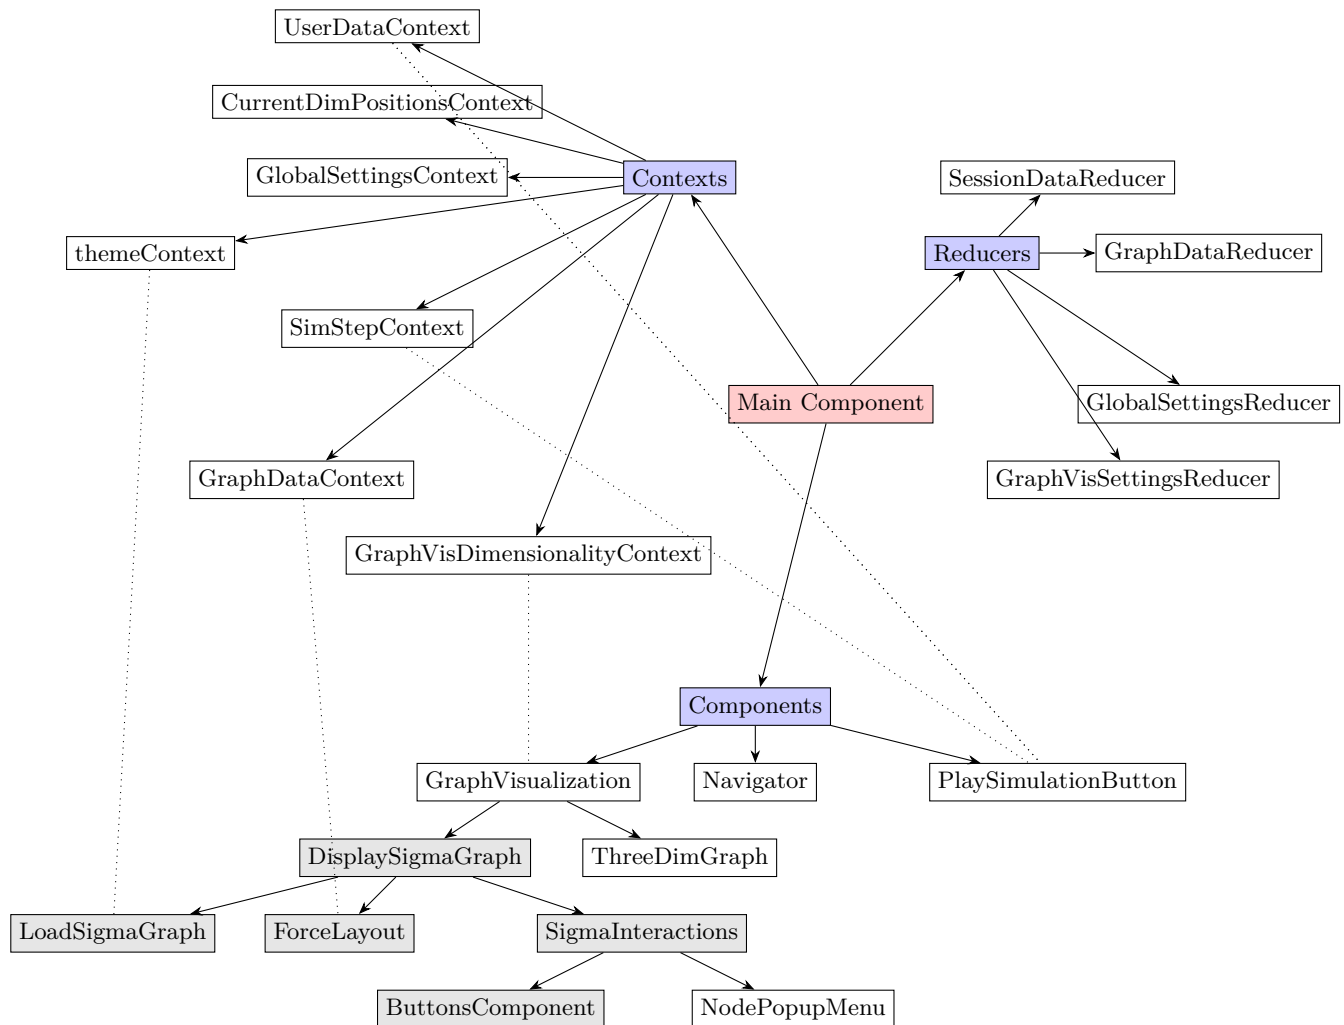 UserDataContext
CurrentDimPositionsContext
GlobalSettingsContext
Contexts
SessionDataReducer
themeContext
Reducers
GraphDataReducer
SimStepContext
Main Component
GlobalSettingsReducer
GraphDataContext
GraphVisSettingsReducer
GraphVisDimensionalityContext
Components
GraphVisualization
Navigator
PlaySimulationButton
DisplaySigmaGraph
ThreeDimGraph
LoadSigmaGraph
ForceLayout
SigmaInteractions
ButtonsComponent
NodePopupMenu